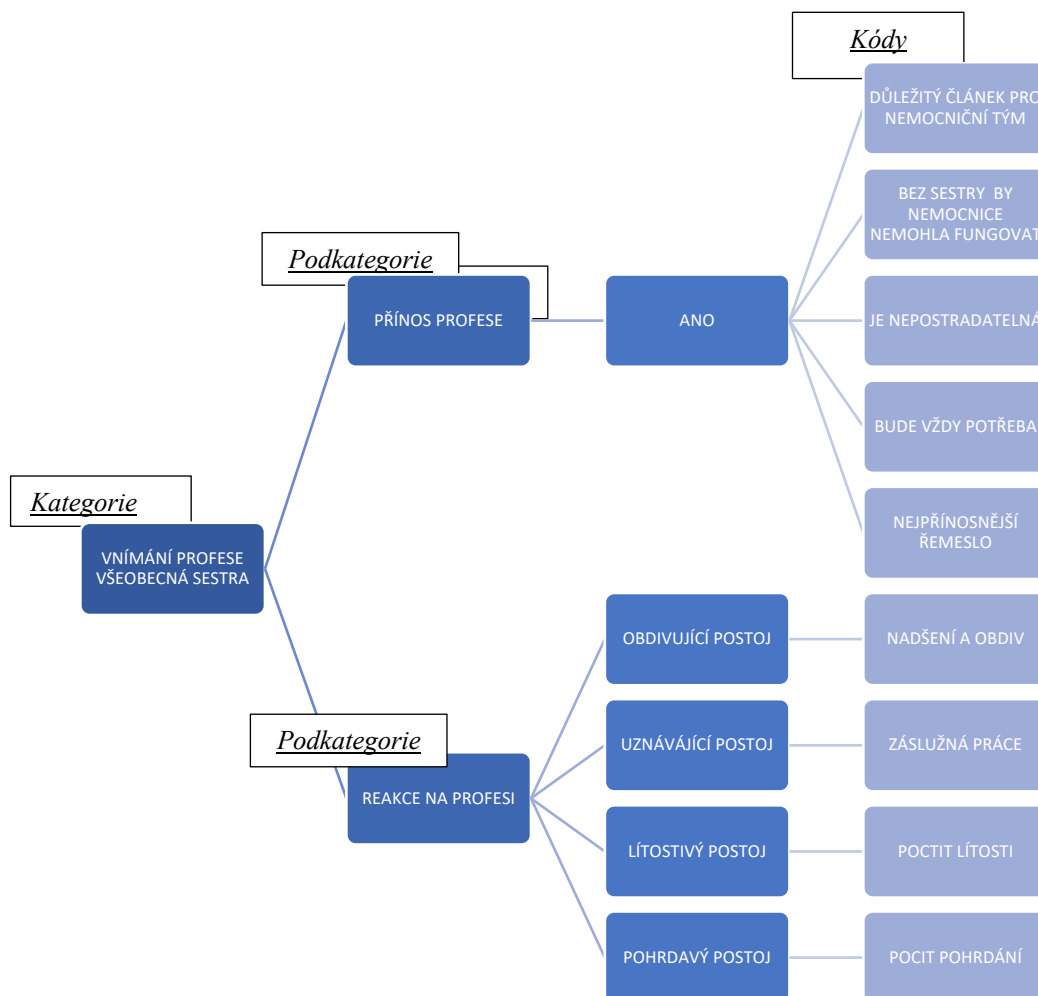 Kódy
DŮLEŽITÝ ČLÁNEK PRO
NEMOCNIČNÍ TÝM
BEZ SESTRY BY
NEMOCNICE
NEMOHLA FUNGOVAT
Podkategorie
PŘÍNOS PROFESE
ANO
JE NEPOSTRADATELNÁ
BUDE VŽDY POTŘEBA
Kategorie
VNÍMÁNÍ PROFESE
VŠEOBECNÁ SESTRA
NEJPŘÍNOSNĚJŠÍ
ŘEMESLO
OBDIVUJÍCÍ POSTOJ
NADŠENÍ A OBDIV
Podkategorie
UZNÁVÁJÍCÍ POSTOJ
ZÁSLUŽNÁ PRÁCE
REAKCE NA PROFESI
LÍTOSTIVÝ POSTOJ
POCTIT LÍTOSTI
POHRDAVÝ POSTOJ
POCIT POHRDÁNÍ